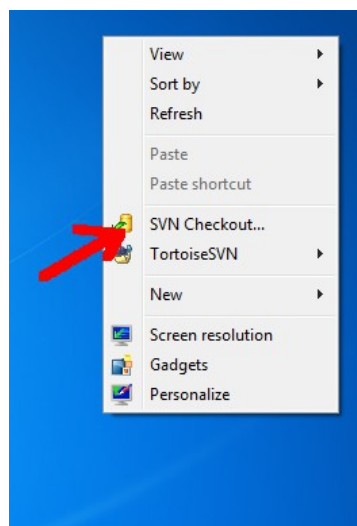 View
Sort by
Refresh
Paste
Paste shortcut
SVN Checkout...
TortoiseSVN
New
Screen resolution
Gadgets
Personalize